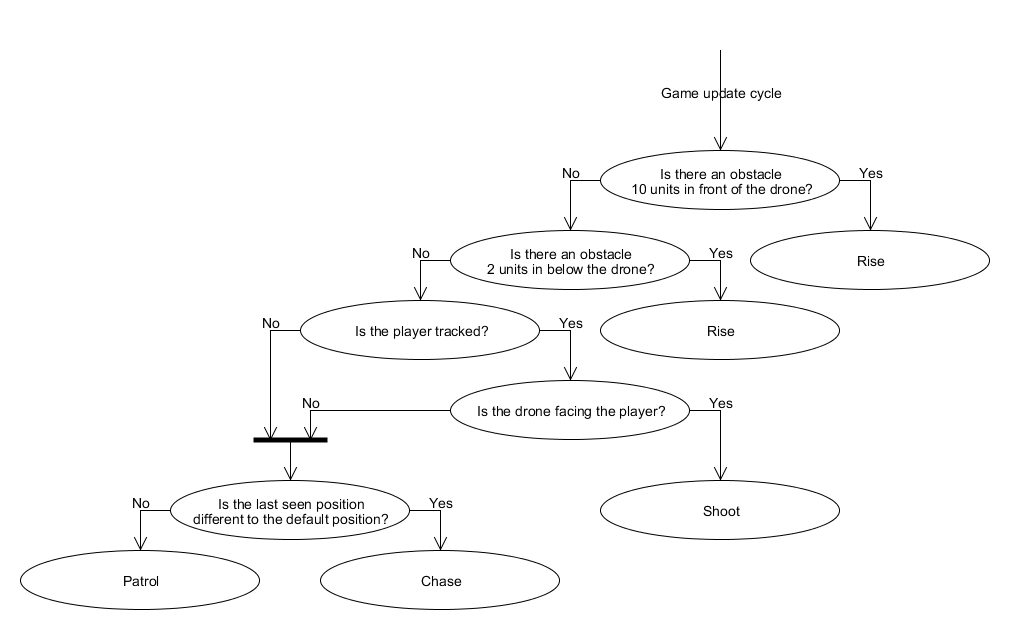 Game update cycle
No
Is there an obstacle
10 units in front of the drone?
Yes
No
Is there an obstacle
2 units in below the drone?
Yes
Rise
No
Is the player tracked?
Yes
Rise
No
Is the drone facing the player?
Yes
No
Is the last seen position
different to the default position?
Yes
Shoot
Patrol
Chase